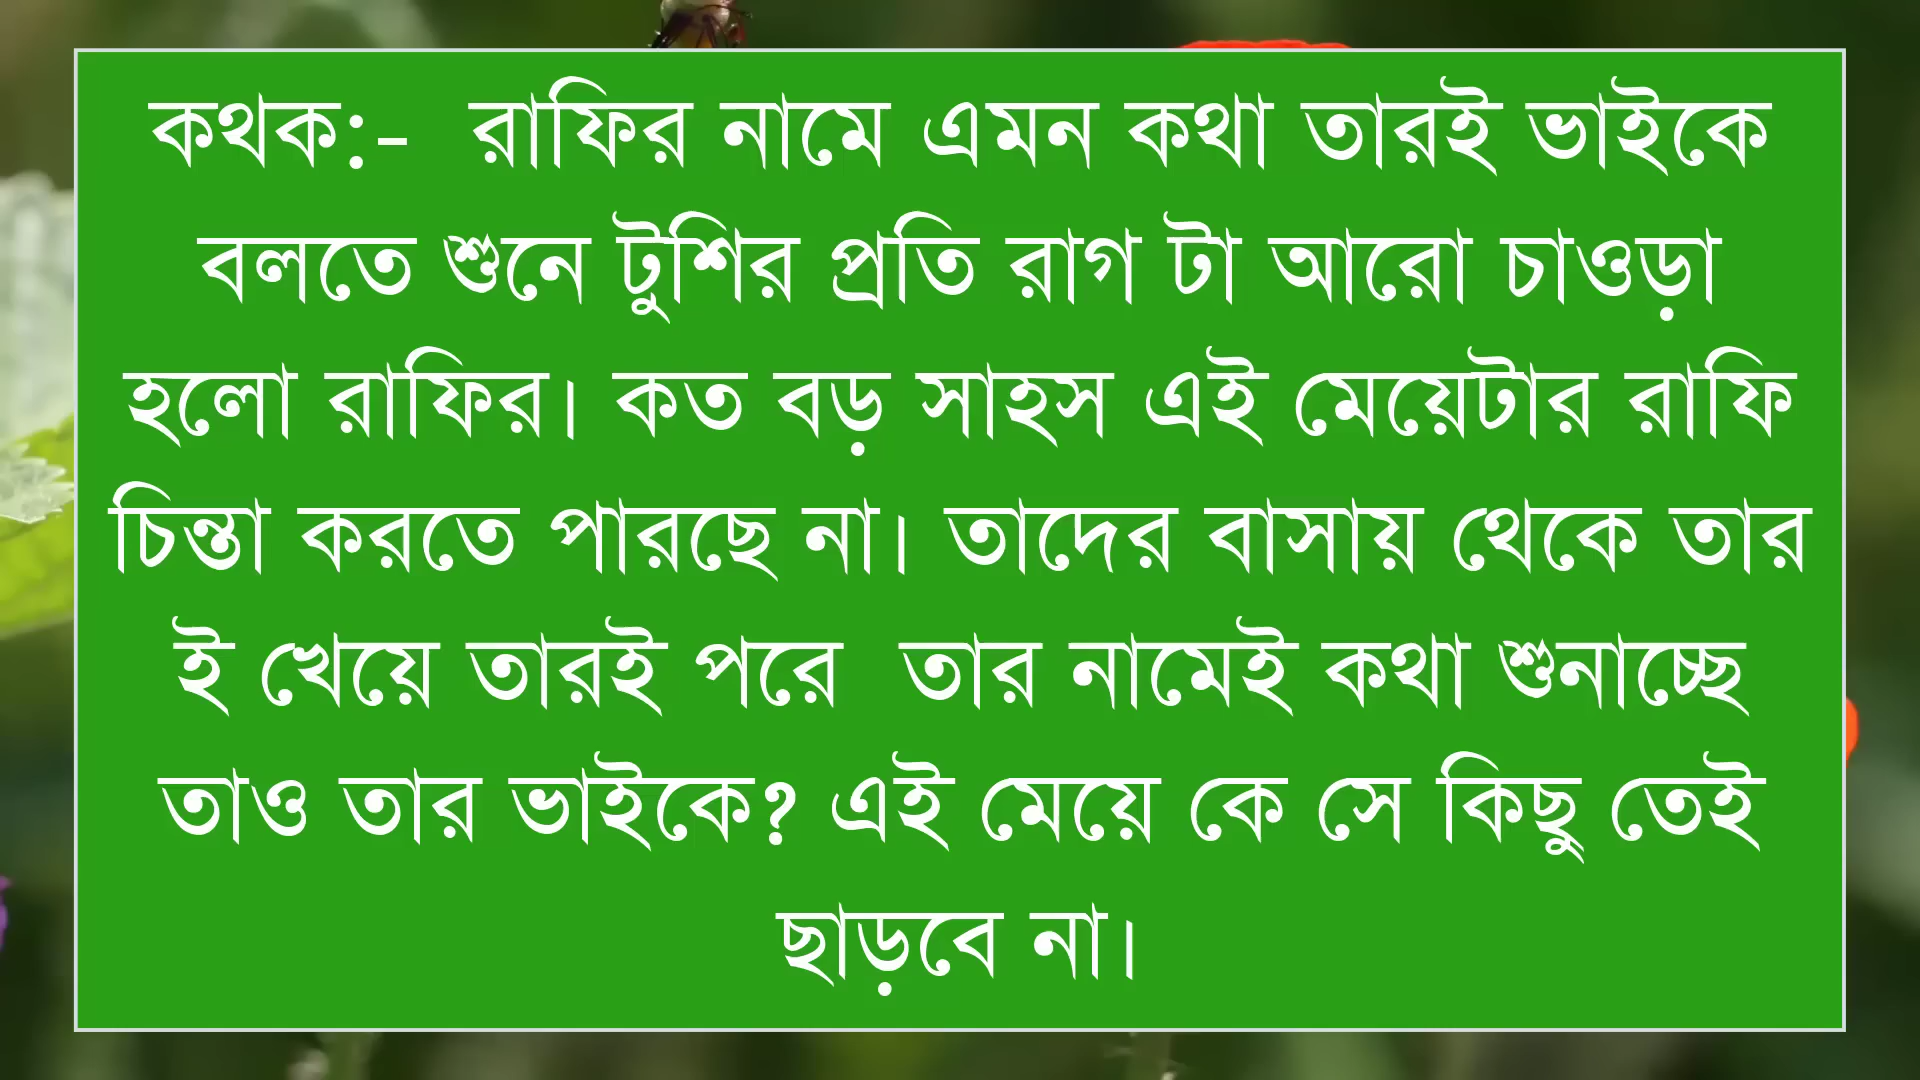 কথক:-  রাফির নামে এমন কথা তারই ভাইকে
বলতে শুনে টুশির প্রতি রাগ টা আরো চাওড়া
হলো রাফির। কত বড় সাহস এই মেয়েটার রাফি
চিন্তা করতে পারছে না। তাদের বাসায় থেকে তার
ই খেয়ে তারই পরে  তার নামেই কথা শুনাচ্ছে
তাও তার ভাইকে? এই মেয়ে কে সে কিছু তেই
ছাড়বে না।